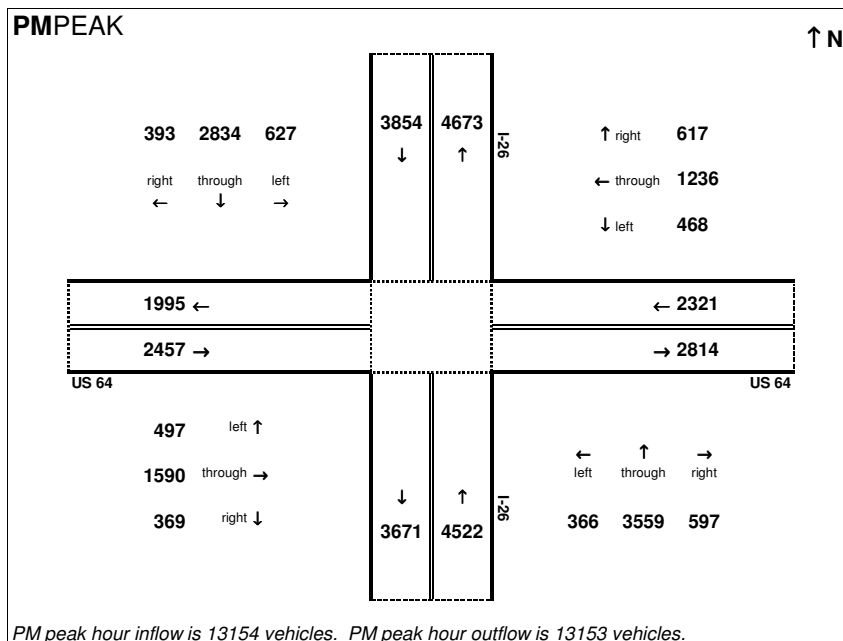 PMPEAK
↑ N
393 2834 627
right through left
← ↓ →
3854 4673
↓ ↑
I-26
↑ right 617
← through 1236
↓ left 468
1995 ←
2457 →
US 64
← 2321
→ 2814
US 64
497 left ↑
1590 through →
369 right ↓
↓ ↑
3671 4522
I-26
← ↑ →
left through right
366 3559 597
PM peak hour inflow is 13154 vehicles. PM peak hour outflow is 13153 vehicles.